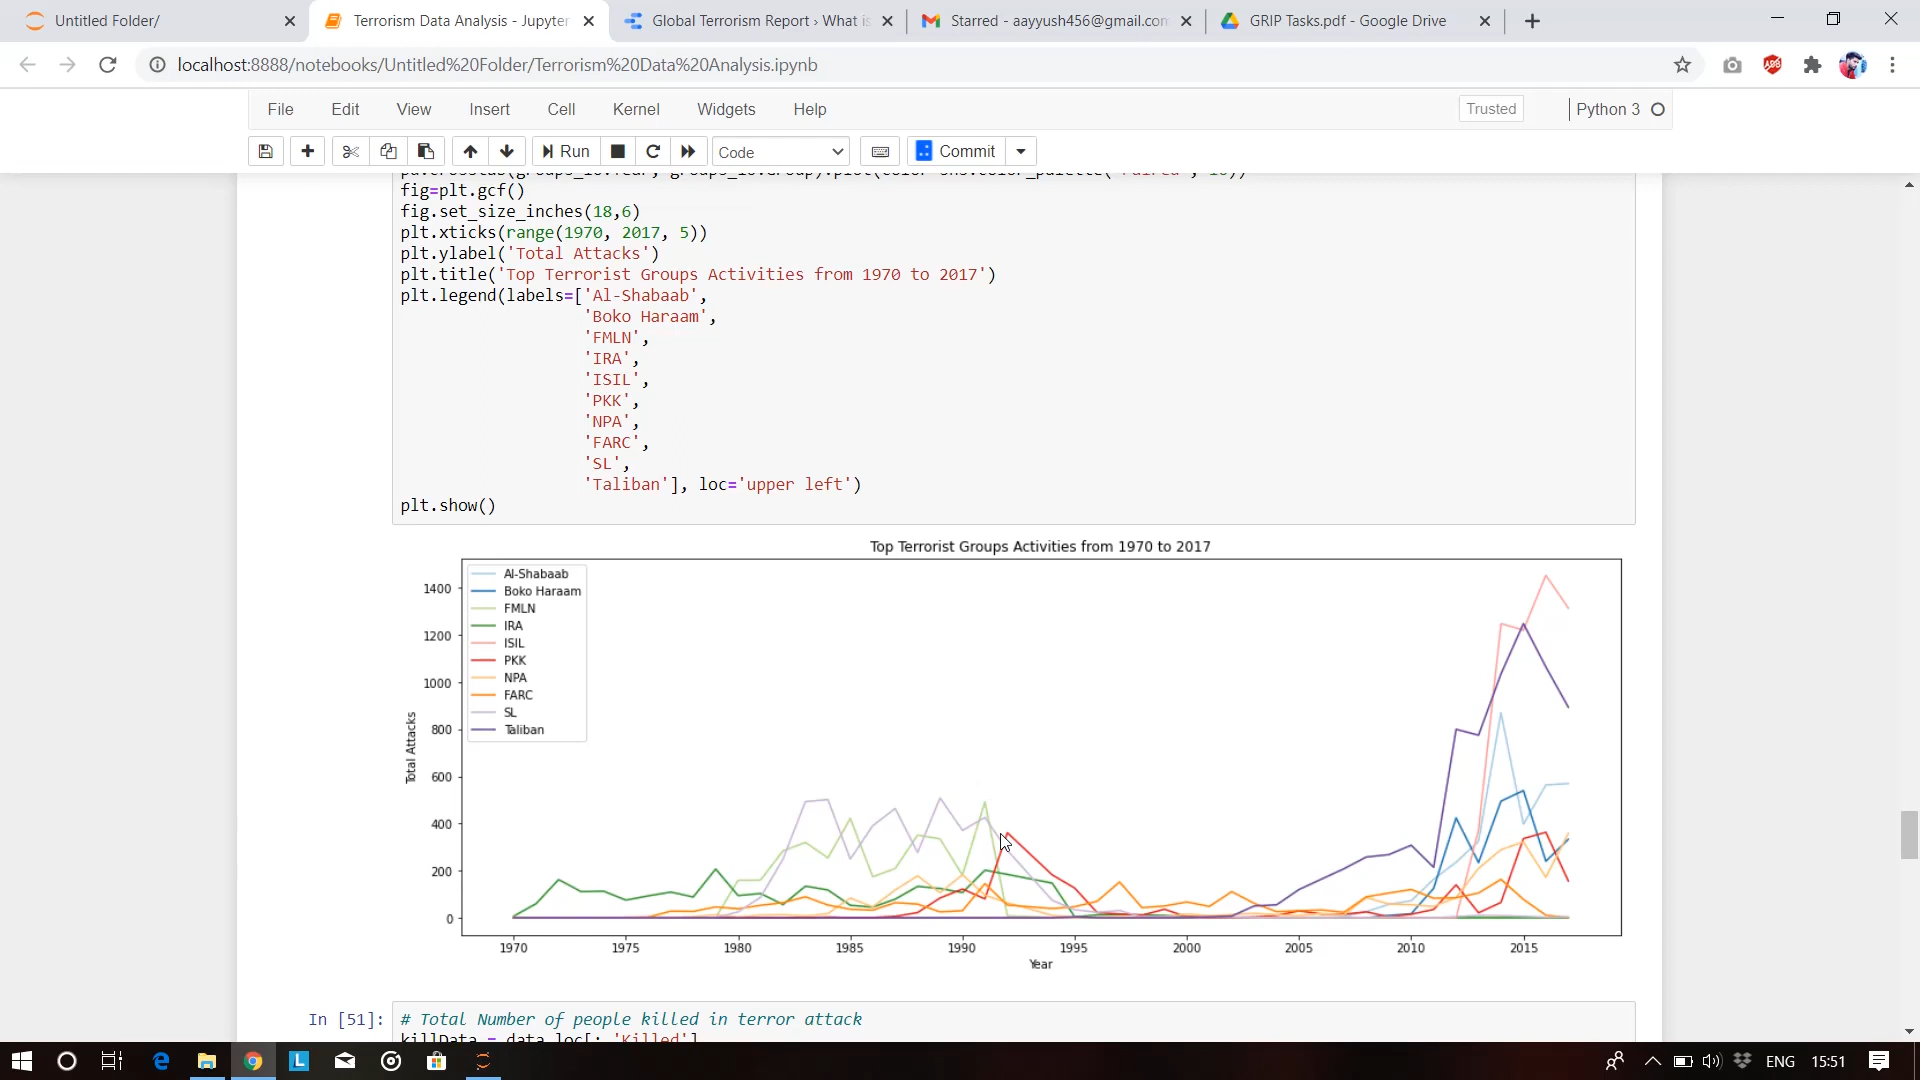 Untitled Folder/
Terrorism Data Analysis - Jupyter
Global Terrorism Report › What is
Starred - aayyush456@gmail.com
GRIP Tasks.pdf - Google Drive
localhost:8888/notebooks/Untitled%20Folder/Terrorism%20Data%20Analysis.ipynb
File Edit View Insert Cell Kernel Widgets Help Trusted Python 3
Run Code Commit
fig=plt.gcf()
fig.set_size_inches(18,6)
plt.xticks(range(1970, 2017, 5))
plt.ylabel('Total Attacks')
plt.title('Top Terrorist Groups Activities from 1970 to 2017')
plt.legend(labels=['Al-Shabaab',
'Boko Haraam',
'FMLN',
'IRA',
'ISIL',
'PKK',
'NPA',
'FARC',
'SL',
'Taliban'], loc='upper left')
plt.show()
Top Terrorist Groups Activities from 1970 to 2017
Al-Shabaab
Boko Haraam
FMLN
IRA
ISIL
PKK
NPA
FARC
SL
Taliban
Total Attacks
1400
1200
1000
800
600
400
200
0
1970 1975 1980 1985 1990 1995 2000 2005 2010 2015
Year
In [51]: # Total Number of people killed in terror attack
killData = data.loc[:,'Killed']
ENG 15:51